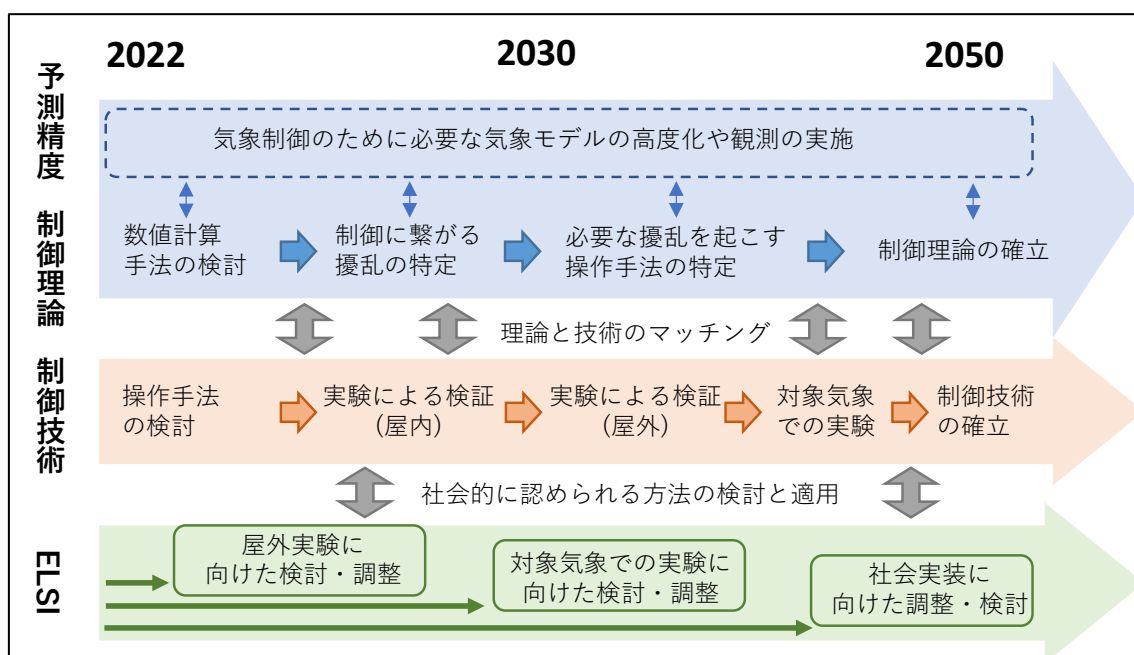 2022
2030
2050
予測精度
制御理論
制御技術
ELSI
気象制御のために必要な気象モデルの高度化や観測の実施
数値計算
手法の検討
制御に繋がる
擾乱の特定
必要な擾乱を起こす
操作手法の特定
制御理論の確立
理論と技術のマッチング
操作手法
の検討
実験による検証
(屋内)
実験による検証
(屋外)
対象気象
での実験
制御技術
の確立
社会的に認められる方法の検討と適用
屋外実験に
向けた検討・調整
対象気象での実験に
向けた検討・調整
社会実装に
向けた調整・検討